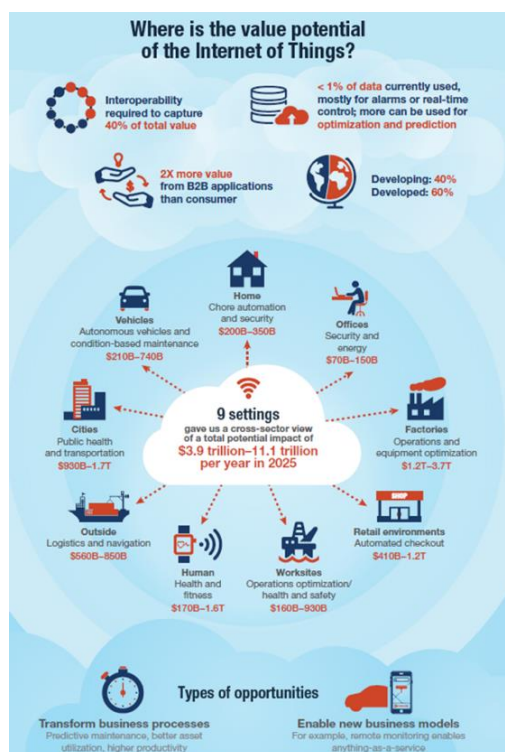 Where is the value potential
of the Internet of Things?
Interoperability
required to capture
40% of total value
< 1% of data currently used,
mostly for alarms or real-time
control; more can be used for
optimization and prediction
2X more value
from B2B applications
than consumer
Developing: 40%
Developed: 60%
Home
Chore automation
and security
$200B–350B
Vehicles
Autonomous vehicles and
condition-based maintenance
$210B–740B
Offices
Security and
energy
$70B–150B
9 settings
gave us a cross-sector view
of a total potential impact of
$3.9 trillion–11.1 trillion
per year in 2025
Cities
Public health
and transportation
$930B–1.7T
Factories
Operations and
equipment optimization
$1.2T–3.7T
Outside
Logistics and navigation
$560B–850B
SHOP
Retail environments
Automated checkout
$410B–1.2T
Human
Health and
fitness
$170B–1.6T
Worksites
Operations optimization/
health and safety
$160B–930B
Types of opportunities
Transform business processes
Predictive maintenance, better asset
utilization, higher productivity
Enable new business models
For example, remote monitoring enables
anything-as-a-service